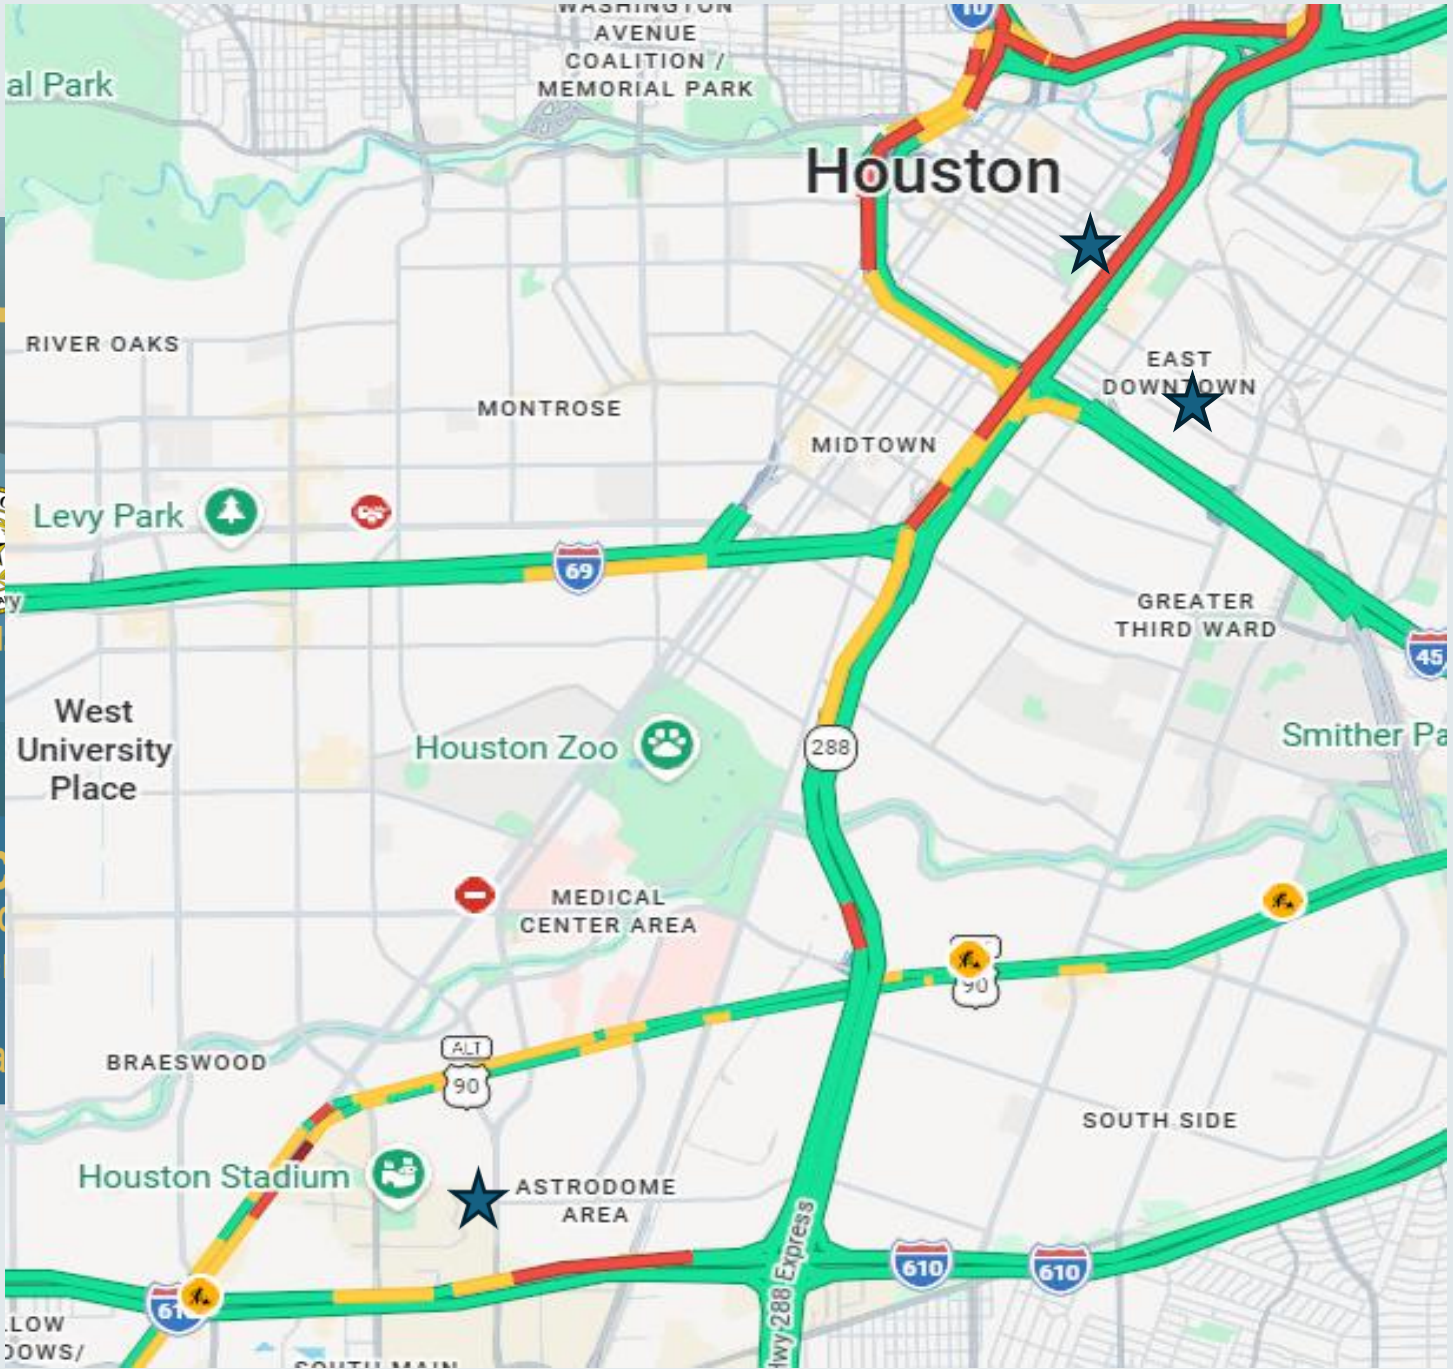 WASHINGTON
AVENUE
COALITION /
MEMORIAL PARK
10
al Park
Houston
RIVER OAKS
EAST
DOWNTOWN
MONTROSE
MIDTOWN
Levy Park
69
GREATER
THIRD WARD
45
West
University
Place
Houston Zoo
288
Smither Pa
MEDICAL
CENTER AREA
90
BRAESWOOD
ALT
90
SOUTH SIDE
Houston Stadium
ASTRODOME
AREA
Hwy 288 Express
610
610
610
LOW
DOWS/
SOUTH MAIN